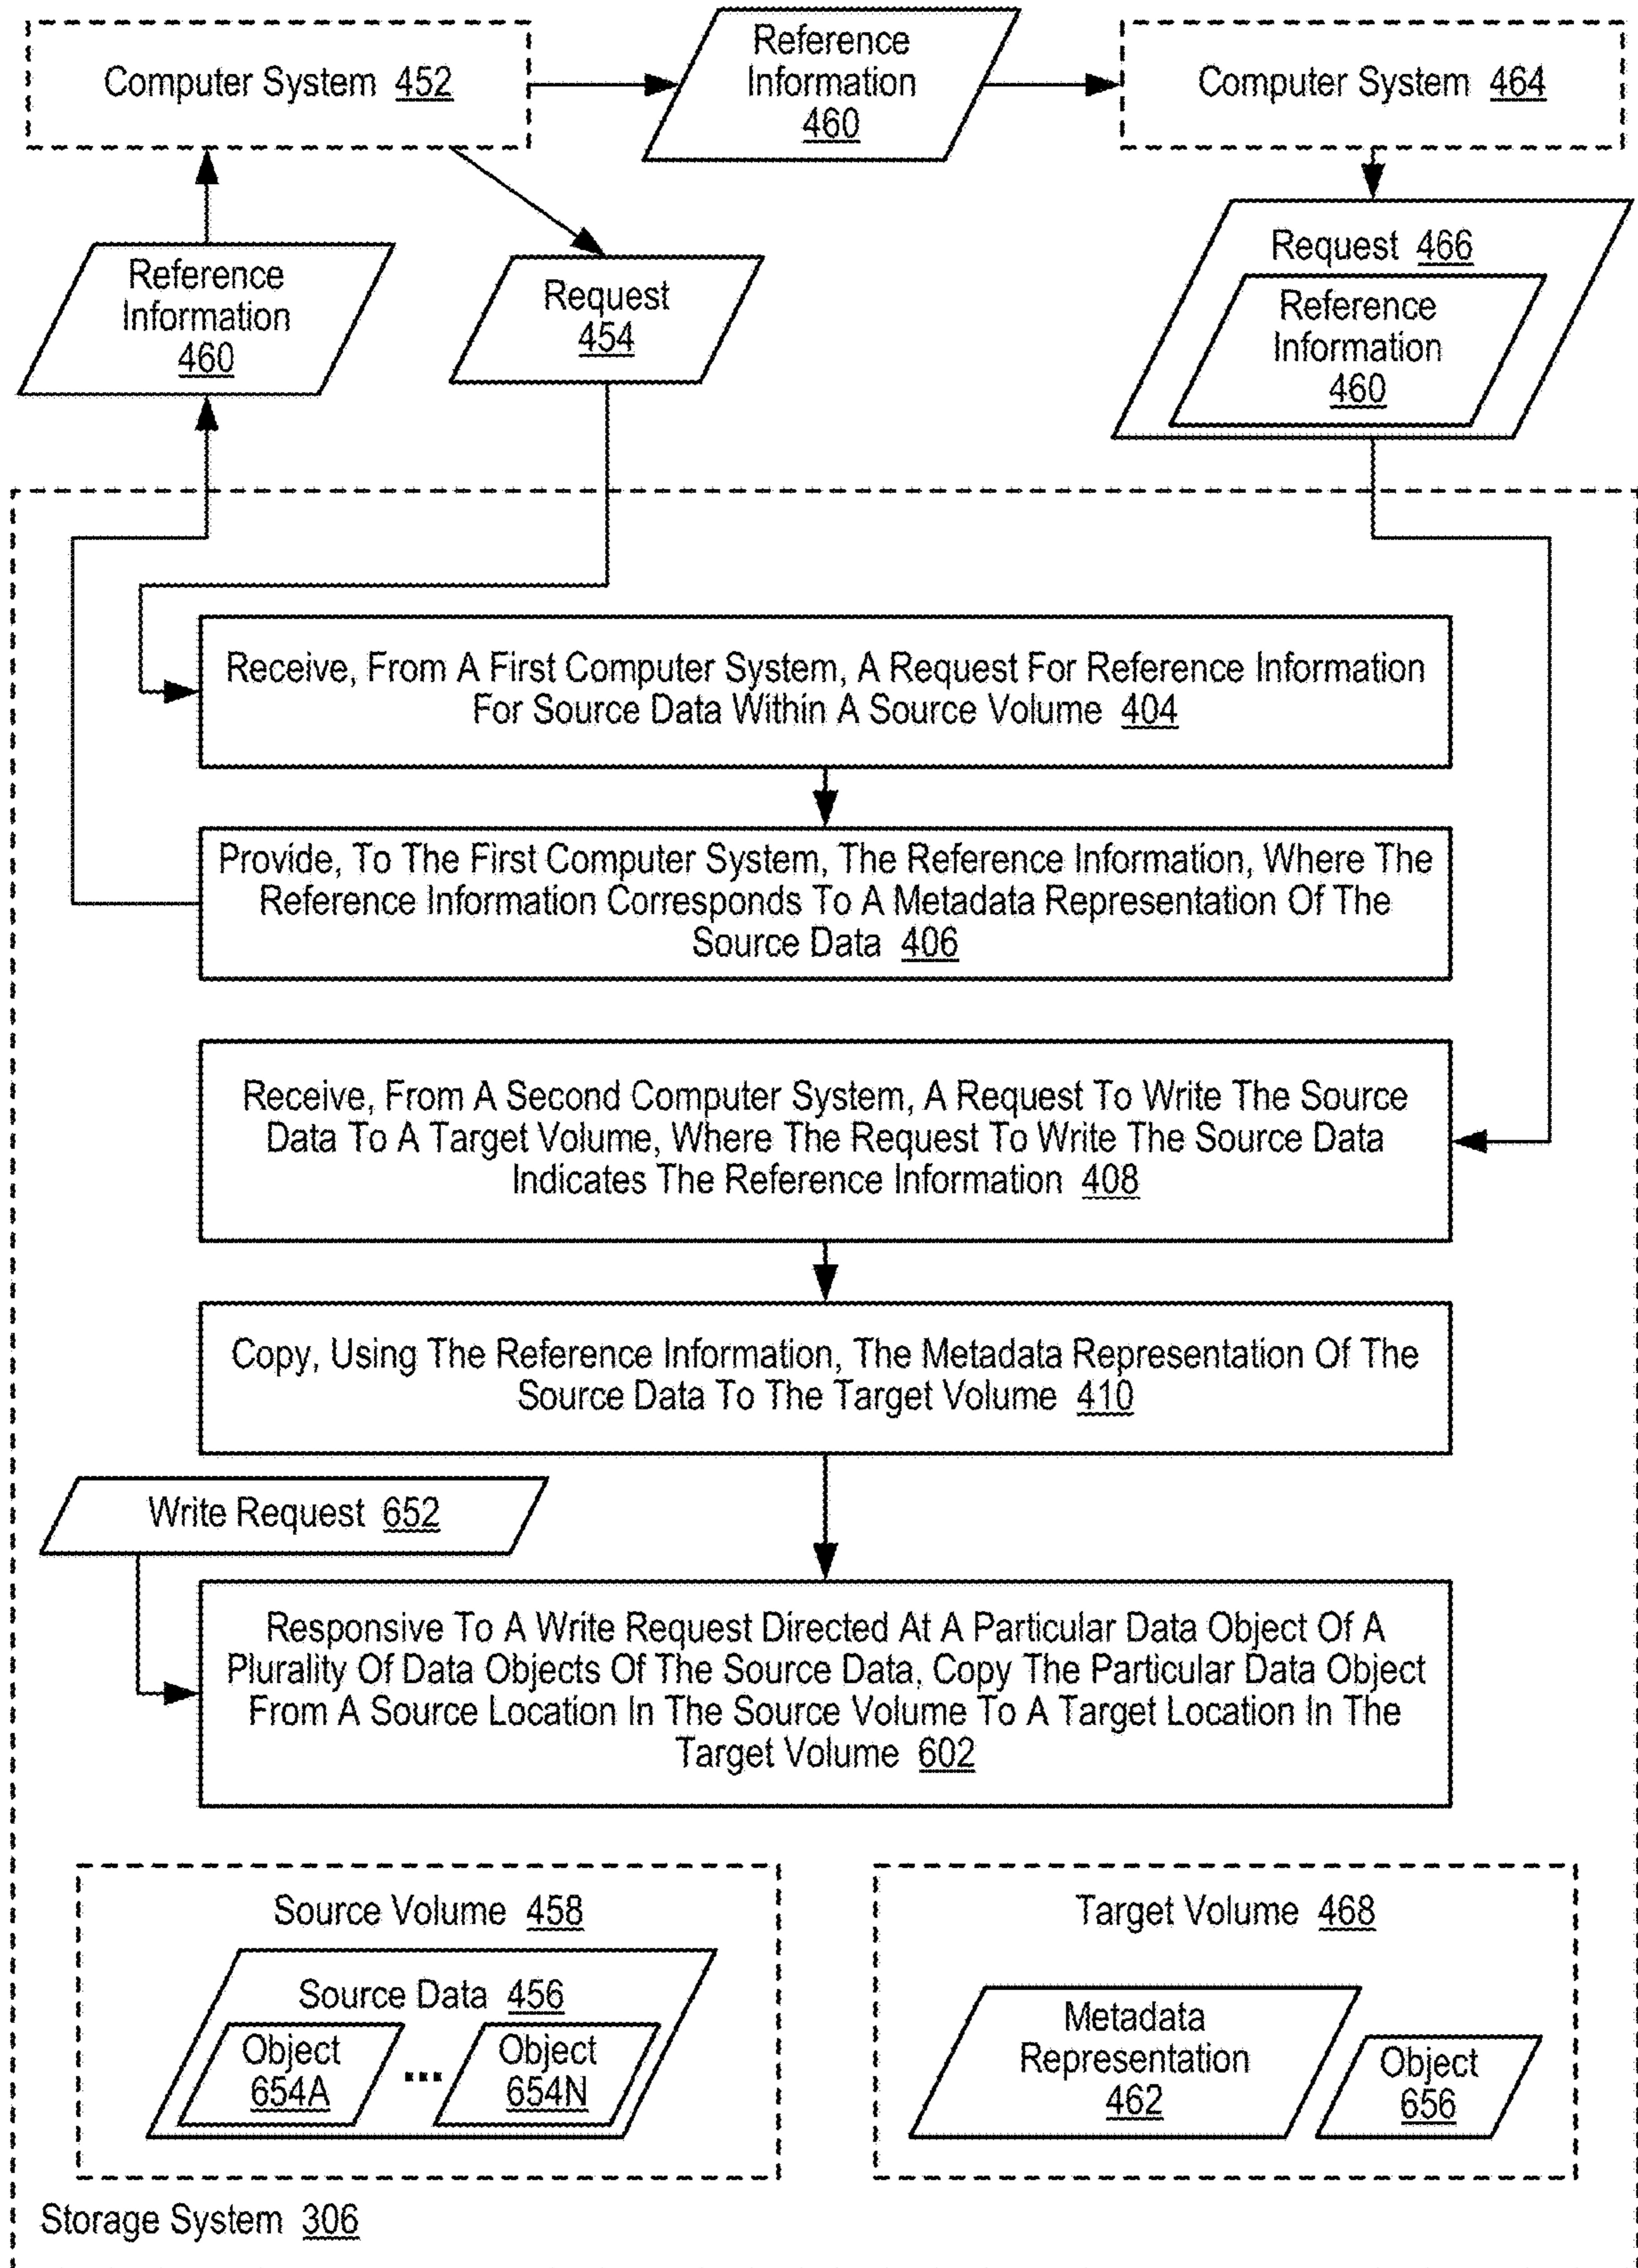 Computer System 452
Reference
Information
460
Computer System 464
Reference
Information
460
Request
454
Request 466
Reference
Information
460
Receive, From A First Computer System, A Request For Reference Information
For Source Data Within A Source Volume 404
Provide, To The First Computer System, The Reference Information, Where The
Reference Information Corresponds To A Metadata Representation Of The
Source Data 406
Receive, From A Second Computer System, A Request To Write The Source
Data To A Target Volume, Where The Request To Write The Source Data
Indicates The Reference Information 408
Copy, Using The Reference Information, The Metadata Representation Of The
Source Data To The Target Volume 410
Write Request 652
Responsive To A Write Request Directed At A Particular Data Object Of A
Plurality Of Data Objects Of The Source Data, Copy The Particular Data Object
From A Source Location In The Source Volume To A Target Location In The
Target Volume 602
Source Volume 458
Source Data 456
Object
654A
...
Object
654N
Target Volume 468
Metadata
Representation
462
Object
656
Storage System 306